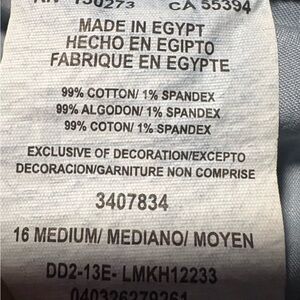 RN 130273 CA 55394
MADE IN EGYPT
HECHO EN EGIPTO
FABRIQUE EN EGYPTE
99% COTTON/ 1% SPANDEX
99% ALGODON/ 1% SPANDEX
99% COTON/ 1% SPANDEX
EXCLUSIVE OF DECORATION/EXCEPTO
DECORACION/GARNITURE NON COMPRISE
3407834
16 MEDIUM/ MEDIANO/ MOYEN
DD2-13E- LMKH12233